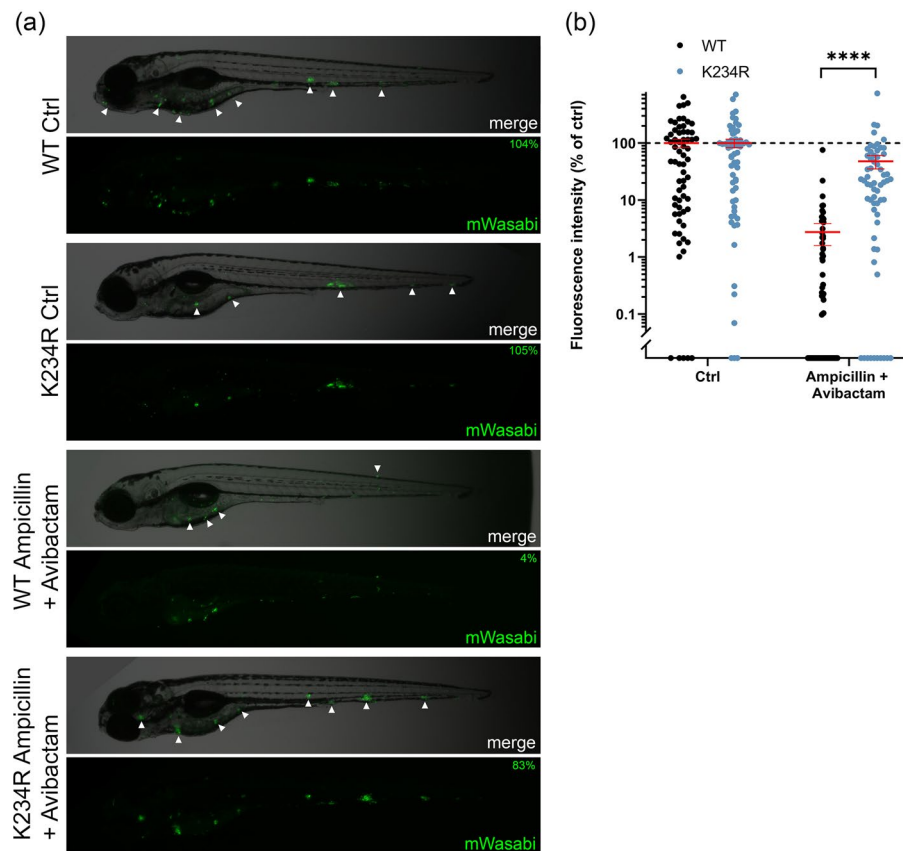 (a)
WT Ctrl
merge
104%
mWasabi
K234R Ctrl
merge
105%
mWasabi
WT Ampicillin
+ Avibactam
merge
4%
mWasabi
K234R Ampicillin
+ Avibactam
merge
83%
mWasabi
(b)
WT
K234R
****
Fluorescence intensity (% of ctrl)
100
10
1
0.1
Ctrl
Ampicillin +
Avibactam